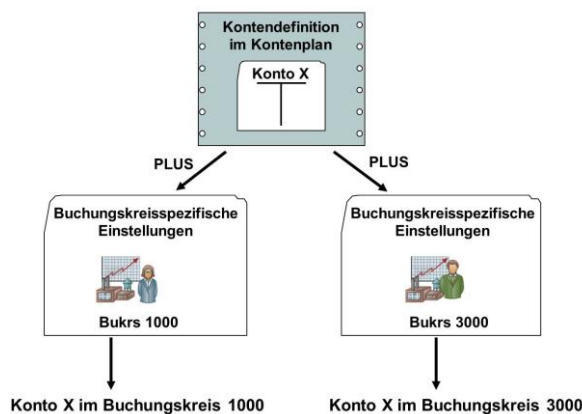 Kontendefinition
im Kontenplan
Konto X
PLUS
PLUS
Buchungskreisspezifische
Einstellungen
Bukrs 1000
Buchungskreisspezifische
Einstellungen
Bukrs 3000
Konto X im Buchungskreis 1000
Konto X im Buchungskreis 3000